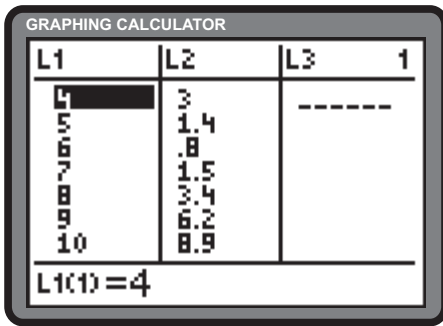 GRAPHING CALCULATOR
L1 L2 L3 1
4 3 ------
5 1.4
6 .8
7 1.5
8 3.4
9 6.2
10 8.9
L1(1)=4